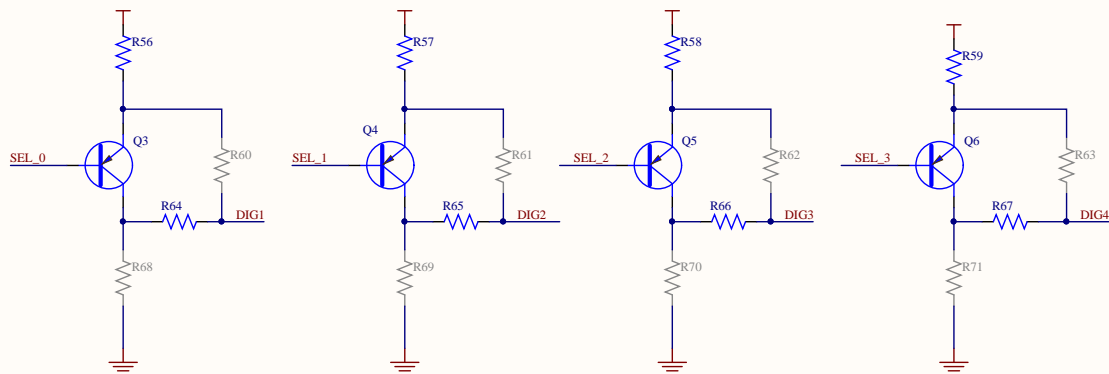 R56
R57
R58
R59
Q3
Q4
Q5
Q6
SEL_0
R60
SEL_1
R61
SEL_2
R62
SEL_3
R63
R64
DIG1
R65
DIG2
R66
DIG3
R67
DIG4
R68
R69
R70
R71